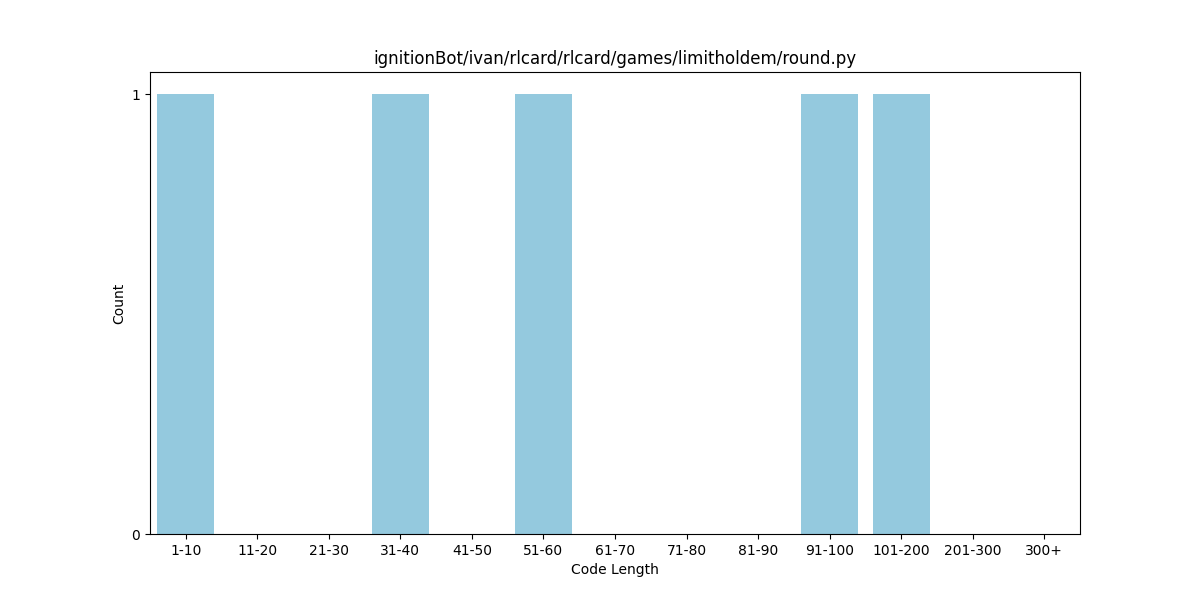 ignitionBot/ivan/rlcard/rlcard/games/limitholdem/round.py
1
Count
0
1-10 11-20 21-30 31-40 41-50 51-60 61-70 71-80 81-90 91-100 101-200 201-300 300+
Code Length